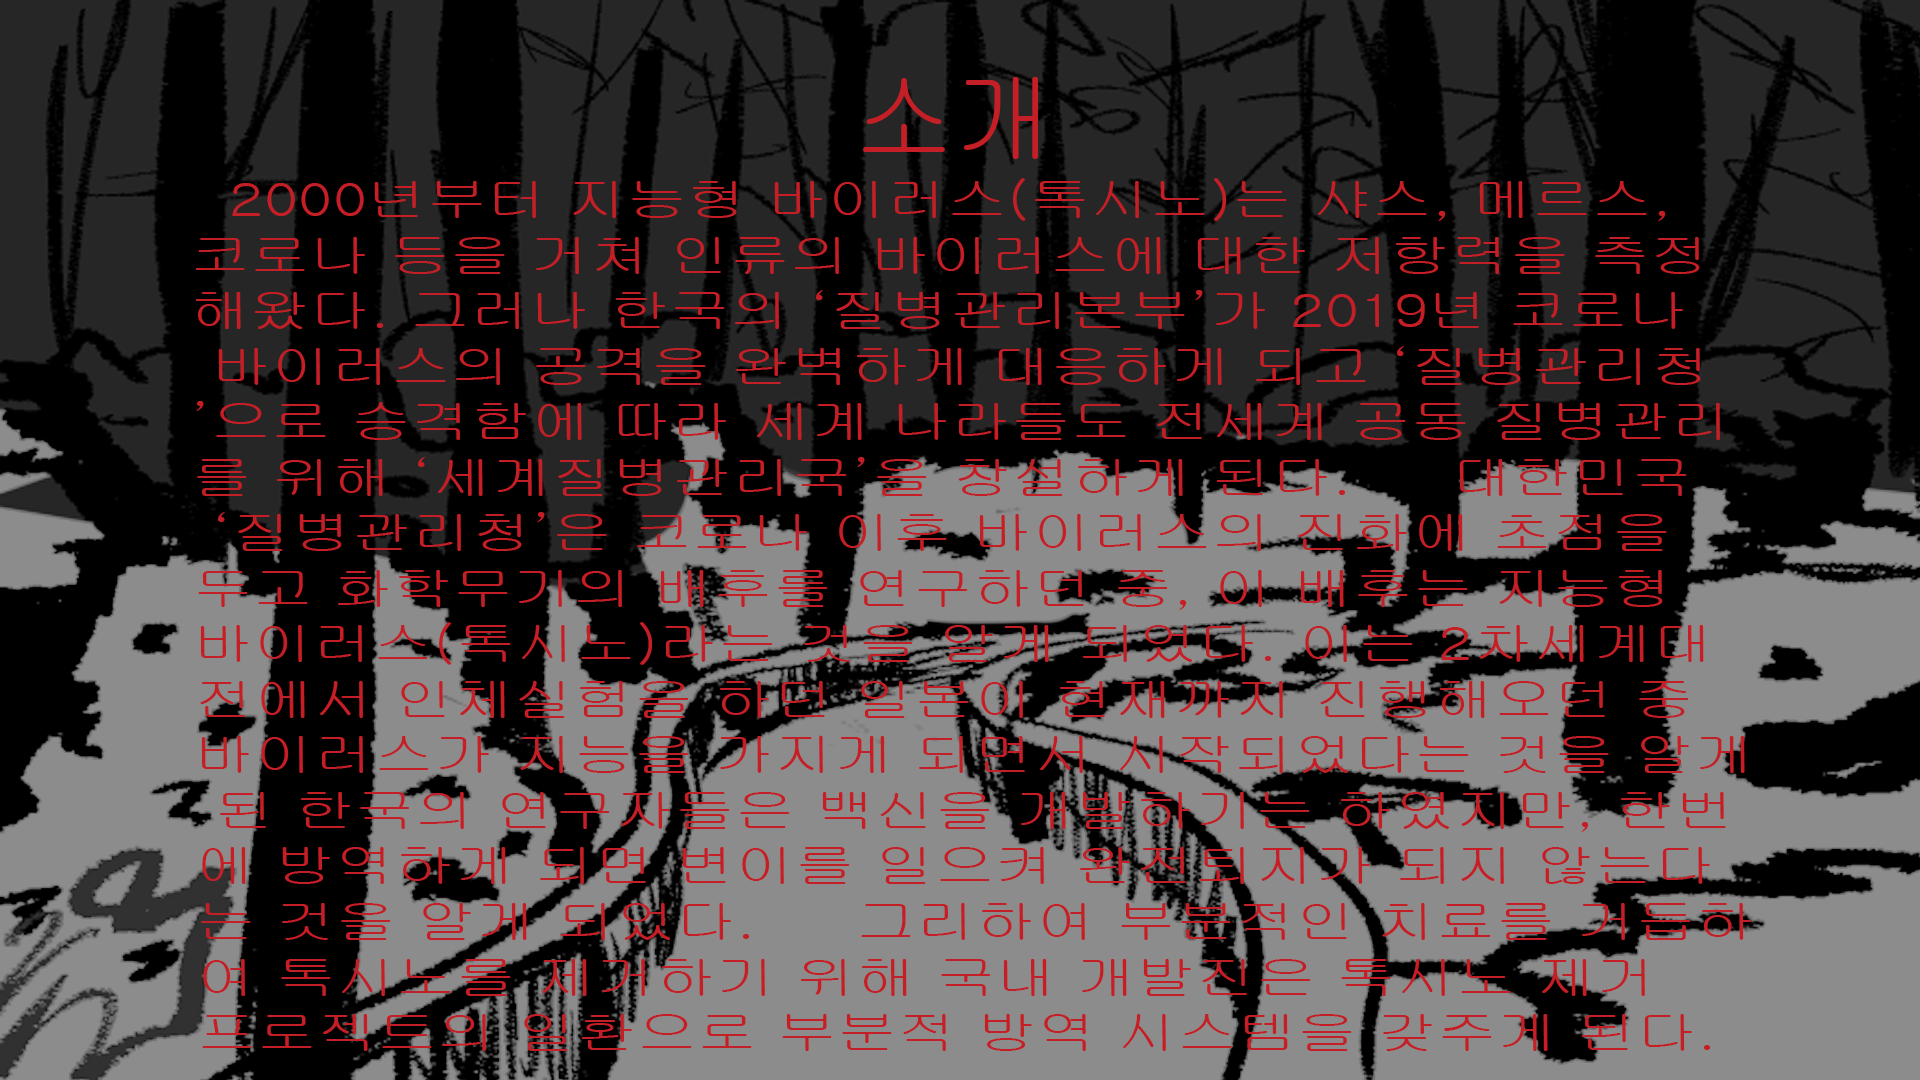 소개
2000년부터 지능형 바이러스(톡시노)는 샤스, 메르스,
코로나 등을 거쳐 인류의 바이러스에 대한 저항력을 측정
해왔다. 그러나 한국의 ‘질병관리본부’가 2019년 코로나
바이러스의 공격을 완벽하게 대응하게 되고 ‘질병관리청
’으로 승격함에 따라 세계 나라들도 전세계 공동 질병관리
를 위해 ‘세계질병관리국’을 창설하게 된다. 대한민국
‘질병관리청’은 코로나 이후 바이러스의 진화에 초점을
두고 화학무기의 배후를 연구하던 중, 이 배후는 지능형
바이러스(톡시노)라는 것을 알게 되었다. 이는 2차세계대
전에서 인체실험을 하던 일본이 현재까지 진행해오던 중
바이러스가 지능을 가지게 되면서 시작되었다는 것을 알게
된 한국의 연구자들은 백신을 개발하기는 하였지만, 한번
에 방역하게 되면 변이를 일으켜 완전퇴치가 되지 않는다
는 것을 알게 되었다. 그리하여 부분적인 치료를 거듭하
여 톡시노를 제거하기 위해 국내 개발진은 톡시노 제거
프로젝트의 일환으로 부분적 방역 시스템을 갖추게 된다.